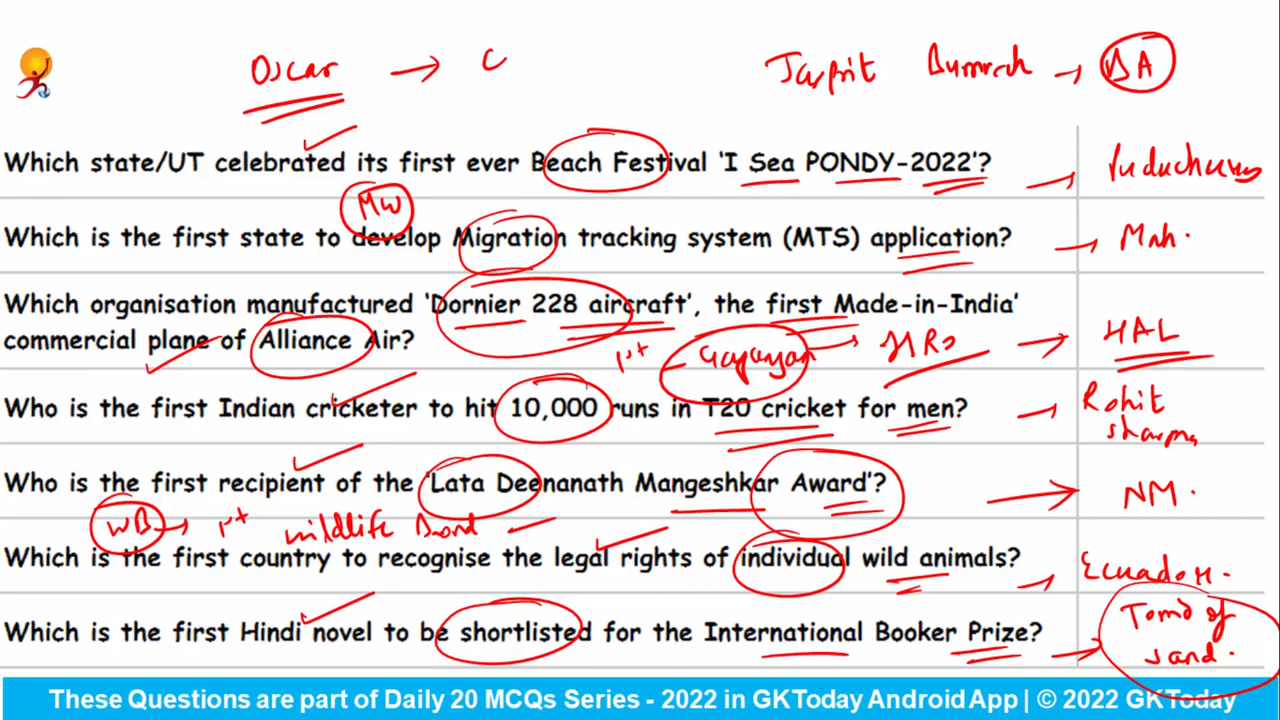 Oscar → C
Jasprit Bumrah → BA
Which state/UT celebrated its first ever Beach Festival 'I Sea PONDY-2022'?
MW
Which is the first state to develop Migration tracking system (MTS) application?
→ Mah.
Which organisation manufactured 'Dornier 228 aircraft', the first Made-in-India'
commercial plane of Alliance Air?
→ HAL
1st Gaganyan →
Who is the first Indian cricketer to hit 10,000 runs in T20 cricket for men?
→ Rohit
Sharma
Who is the first recipient of the 'Lata Deenanath Mangeshkar Award'?
→ NM.
WB → 1st wildlife Board
Which is the first country to recognise the legal rights of individual wild animals?
→ Ecuador.
Which is the first Hindi novel to be shortlisted for the International Booker Prize?
→ Tomb of
sand.
These Questions are part of Daily 20 MCQs Series - 2022 in GKToday Android App | © 2022 GKToday